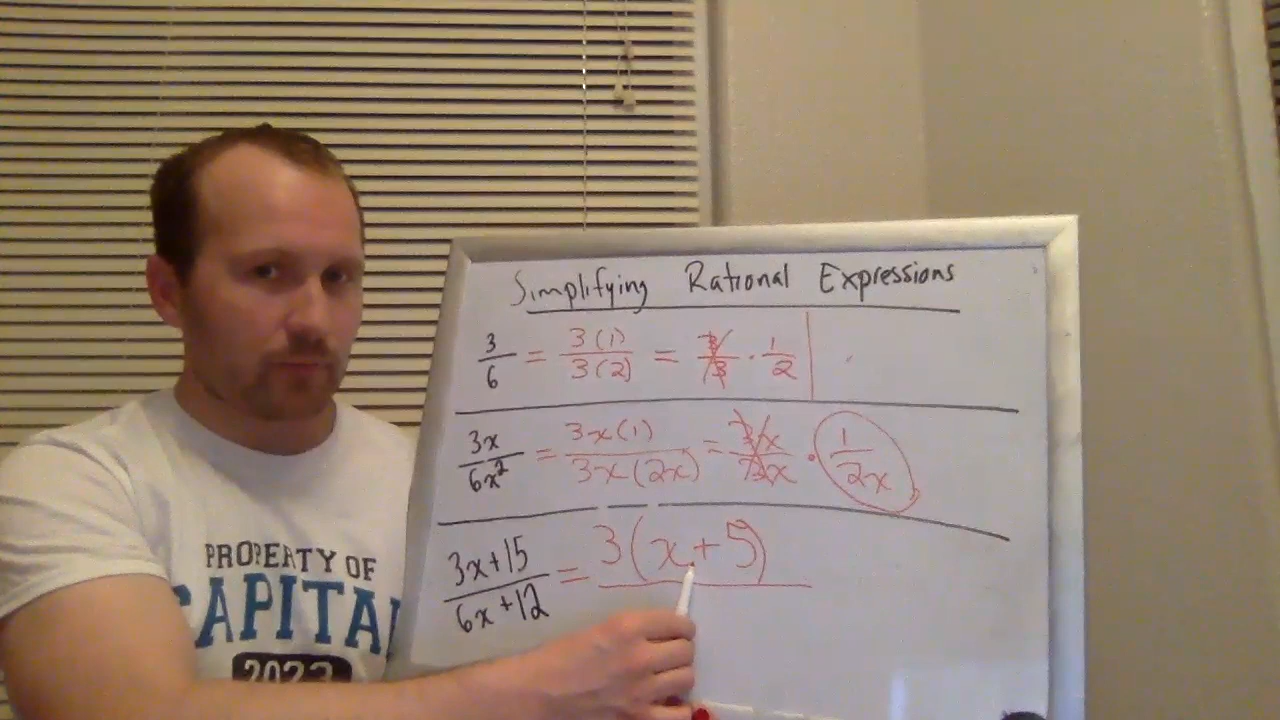 Simplifying Rational Expressions
3/6 = 3(1)/3(2) = 3/3 · 1/2
3x/6x² = 3x(1)/3x(2x) = 3x/3x · 1/2x
3x+15/6x+12 = 3(x+5)
PROPERTY OF
CAPITAL
2023